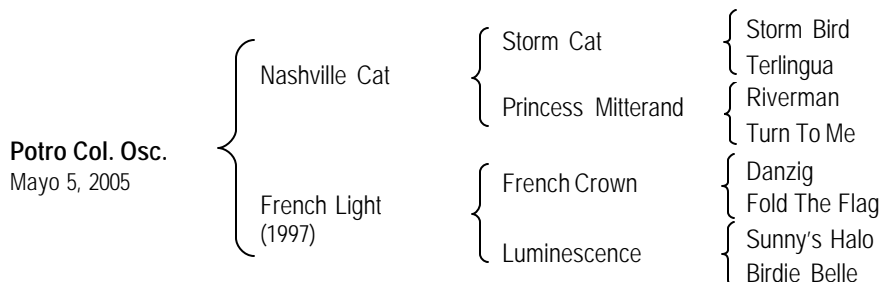 Potro Col. Osc.
Mayo 5, 2005
Nashville Cat
French Light
(1997)
Storm Cat
Princess Mitterand
French Crown
Luminescence
Storm Bird
Terlingua
Riverman
Turn To Me
Danzig
Fold The Flag
Sunny's Halo
Birdie Belle